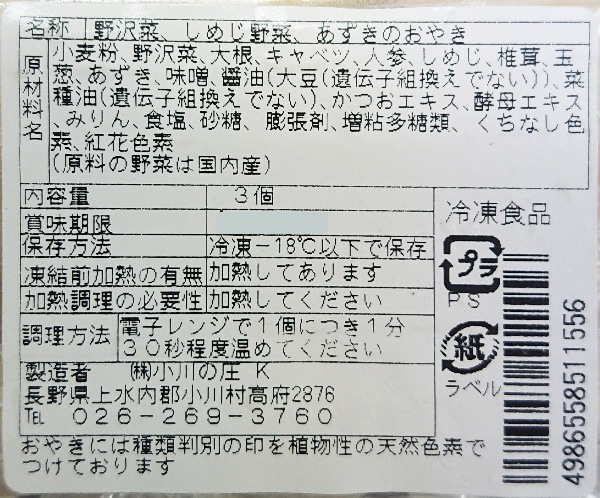 名称 野沢菜、しめじ野菜、あずきのおやき
原材料名
小麦粉、野沢菜、大根、キャベツ、人参、しめじ、椎茸、玉
葱、あずき、味噌、醤油(大豆(遺伝子組換えでない))、菜
種油(遺伝子組換えでない)、かつおエキス、酵母エキス
、みりん、食塩、砂糖、膨張剤、増粘多糖類、くちなし色
素、紅花色素
(原料の野菜は国内産)
内容量 3個
賞味期限
保存方法 冷凍-18℃以下で保存
凍結前加熱の有無 加熱してあります
加熱調理の必要性 加熱してください
調理方法 電子レンジで1個につき1分
30秒程度温めてください
製造者 ㈱小川の庄 K
長野県上水内郡小川村高府2876
℡ 026-269-3760
おやきには種類判別の印を植物性の天然色素で
つけております
冷凍食品
プラ
PS
紙
ラベル
4986558511556